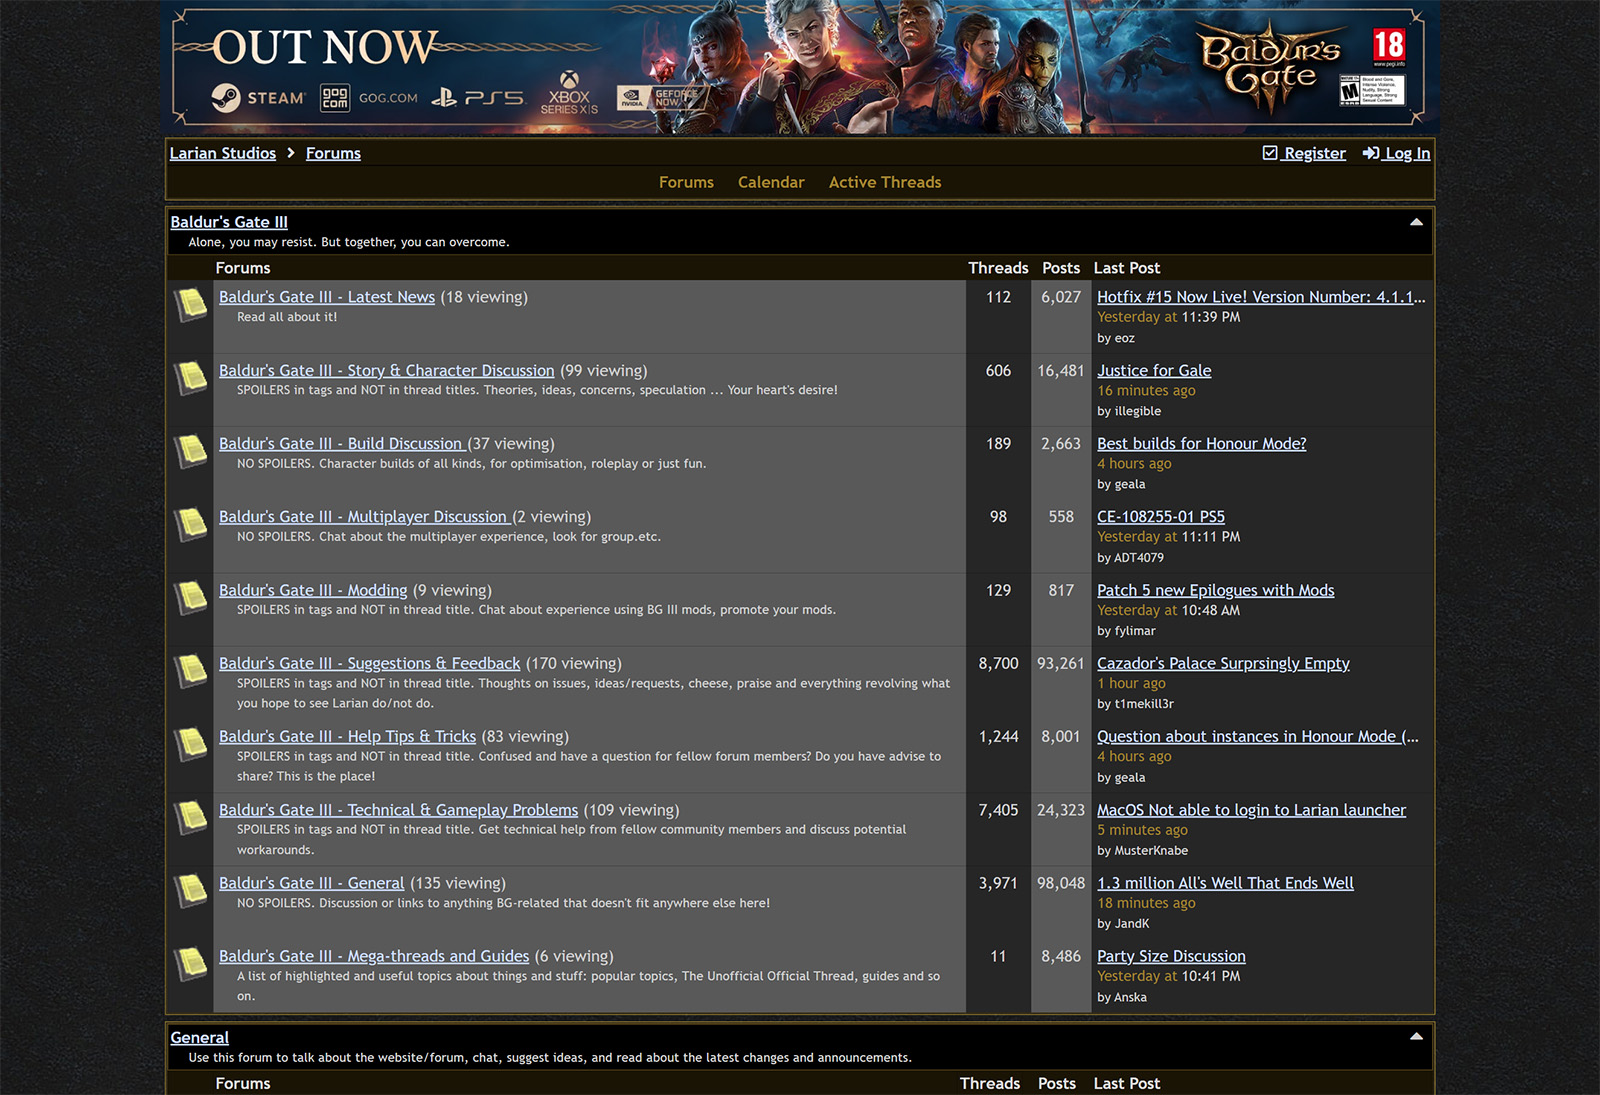 OUT NOW
STEAM GOG COM GOG.COM PS5 XBOX SERIES X|S NVIDIA GEFORCE NOW
BALDUR'S GATE
18
www.pegi.info
M
Blood and Gore, Intense Violence, Nudity, Strong Language, Strong Sexual Content
Larian Studios > Forums
Register Log In
Forums Calendar Active Threads
Baldur's Gate III
Alone, you may resist. But together, you can overcome.
Forums Threads Posts Last Post
Baldur's Gate III - Latest News (18 viewing) 112 6,027 Hotfix #15 Now Live! Version Number: 4.1.1...
Read all about it! Yesterday at 11:39 PM
by eoz
Baldur's Gate III - Story & Character Discussion (99 viewing) 606 16,481 Justice for Gale
SPOILERS in tags and NOT in thread titles. Theories, ideas, concerns, speculation ... Your heart's desire! 16 minutes ago
by illegible
Baldur's Gate III - Build Discussion (37 viewing) 189 2,663 Best builds for Honour Mode?
NO SPOILERS. Character builds of all kinds, for optimisation, roleplay or just fun. 4 hours ago
by geala
Baldur's Gate III - Multiplayer Discussion (2 viewing) 98 558 CE-108255-01 PS5
NO SPOILERS. Chat about the multiplayer experience, look for group.etc. Yesterday at 11:11 PM
by ADT4079
Baldur's Gate III - Modding (9 viewing) 129 817 Patch 5 new Epilogues with Mods
SPOILERS in tags and NOT in thread title. Chat about experience using BG III mods, promote your mods. Yesterday at 10:48 AM
by fylimar
Baldur's Gate III - Suggestions & Feedback (170 viewing) 8,700 93,261 Cazador's Palace Surprsingly Empty
SPOILERS in tags and NOT in thread title. Thoughts on issues, ideas/requests, cheese, praise and everything revolving what 1 hour ago
you hope to see Larian do/not do. by t1mekill3r
Baldur's Gate III - Help Tips & Tricks (83 viewing) 1,244 8,001 Question about instances in Honour Mode (...
SPOILERS in tags and NOT in thread title. Confused and have a question for fellow forum members? Do you have advise to 4 hours ago
share? This is the place! by geala
Baldur's Gate III - Technical & Gameplay Problems (109 viewing) 7,405 24,323 MacOS Not able to login to Larian launcher
SPOILERS in tags and NOT in thread title. Get technical help from fellow community members and discuss potential 5 minutes ago
workarounds. by MusterKnabe
Baldur's Gate III - General (135 viewing) 3,971 98,048 1.3 million All's Well That Ends Well
NO SPOILERS. Discussion or links to anything BG-related that doesn't fit anywhere else here! 18 minutes ago
by JandK
Baldur's Gate III - Mega-threads and Guides (6 viewing) 11 8,486 Party Size Discussion
A list of highlighted and useful topics about things and stuff: popular topics, The Unofficial Official Thread, guides and so Yesterday at 10:41 PM
on. by Anska
General
Use this forum to talk about the website/forum, chat, suggest ideas, and read about the latest changes and announcements.
Forums Threads Posts Last Post